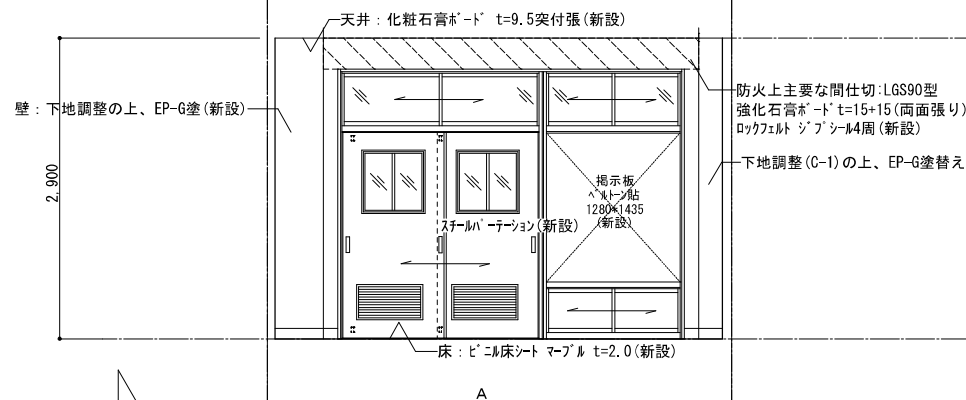 天井：化粧石膏ﾎﾞｰﾄﾞ t=9.5突付張(新設)
防火上主要な間仕切:LGS90型
強化石膏ﾎﾞｰﾄﾞt=15+15(両面張り)
ﾛｯｸﾌｪﾙﾄ ｼﾞﾌﾟｼｰﾙ4周(新設)
壁：下地調整の上、EP-G塗(新設)
下地調整(C-1)の上、EP-G塗替え
2,900
掲示板
ﾍﾞﾙﾄｰﾝ貼
1280*1435
(新設)
ｽﾁｰﾙﾊﾟｰﾃｰｼｮﾝ(新設)
床：ﾋﾞﾆﾙ床ｼｰﾄ ﾏｰﾌﾞﾙ t=2.0(新設)
A